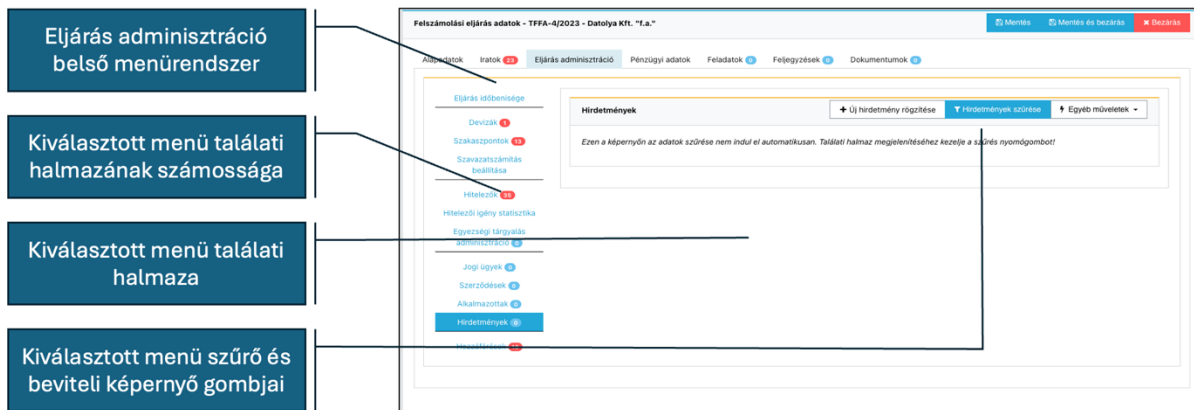 Eljárás adminisztráció
belső menürendszer
Kiválasztott menü találati
halmazának számossága
Kiválasztott menü találati
halmaza
Kiválasztott menü szűrő és
beviteli képernyő gombjai
Felszámolási eljárás adatok - TFFA-4/2023 - Datolya Kft. "f.a."
Mentés Mentés és bezárás Bezárás
Alapadatok Iratok 23 Eljárás adminisztráció Pénzügyi adatok Feladatok 0 Feljegyzések 0 Dokumentumok 0
Eljárás időbenisége
Devizák 1
Szakaszpontok 13
Szavazatszámítás
beállítása
Hitelezők 35
Hitelezői igény statisztika
Egyezségi tárgyalás
adminisztráció 0
Jogi ügyek 0
Szerződések 0
Alkalmazottak 0
Hirdetmények 0
Hozzáférések
Hirdetmények
+ Új hirdetmény rögzítése Hirdetmények szűrése Egyéb műveletek
Ezen a képernyőn az adatok szűrése nem indul el automatikusan. Találati halmaz megjelenítéséhez kezelje a szűrés nyomógombot!